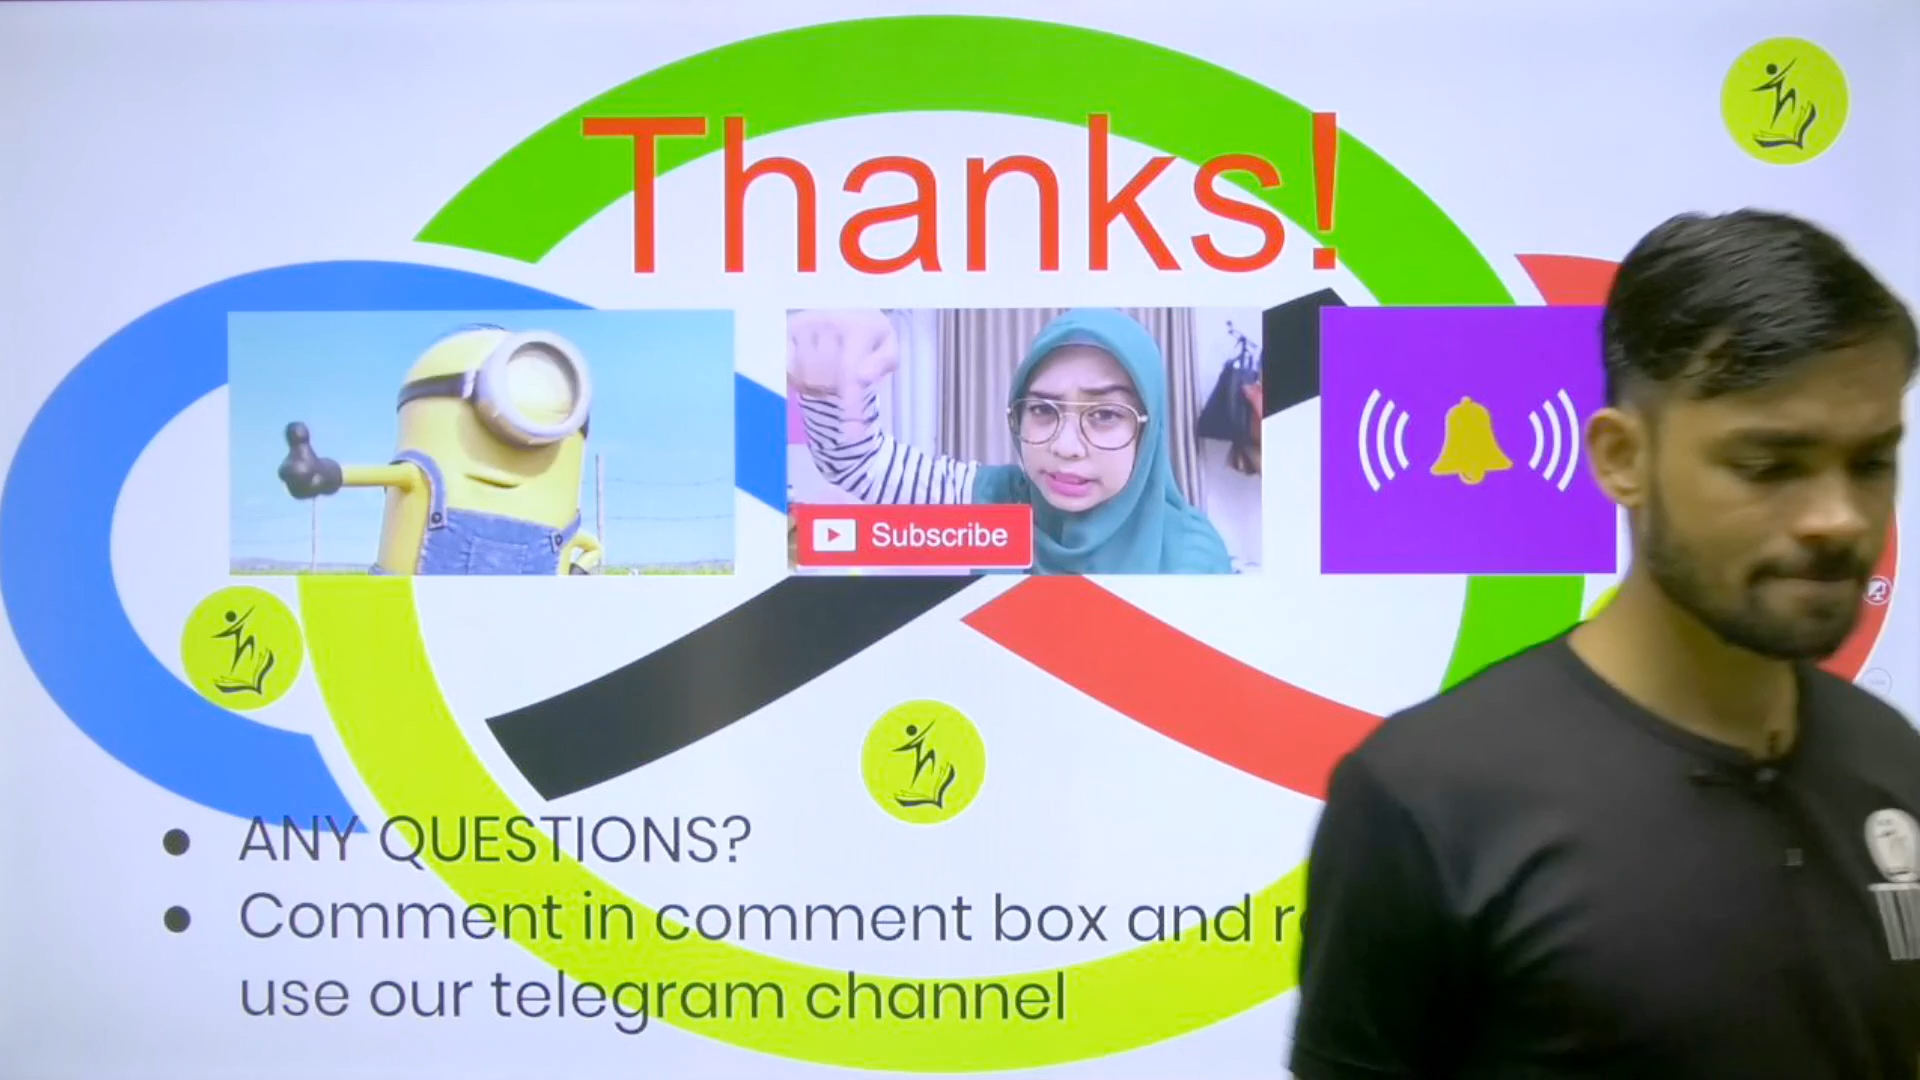 Thanks!
Subscribe
ANY QUESTIONS?
Comment in comment box and
use our telegram channel